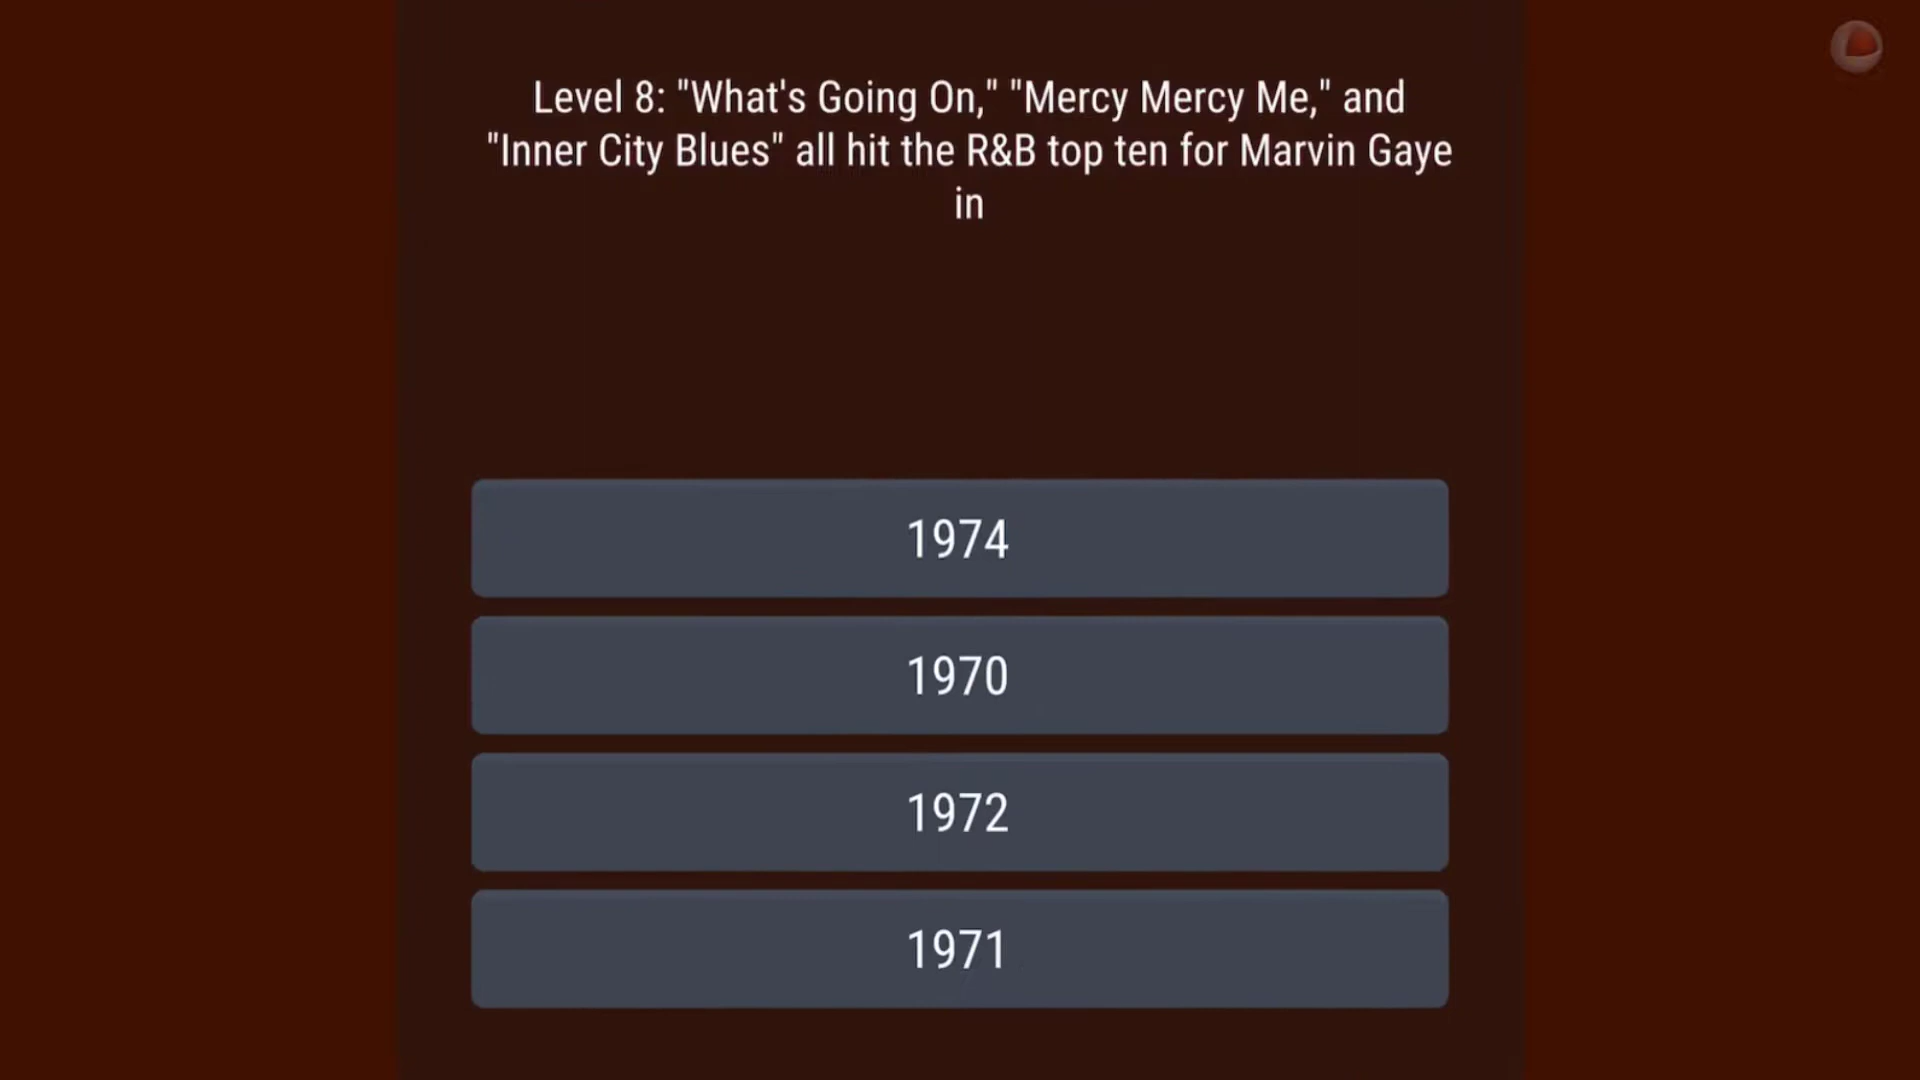 Level 8: "What's Going On," "Mercy Mercy Me," and
"Inner City Blues" all hit the R&B top ten for Marvin Gaye
in
1974
1970
1972
1971